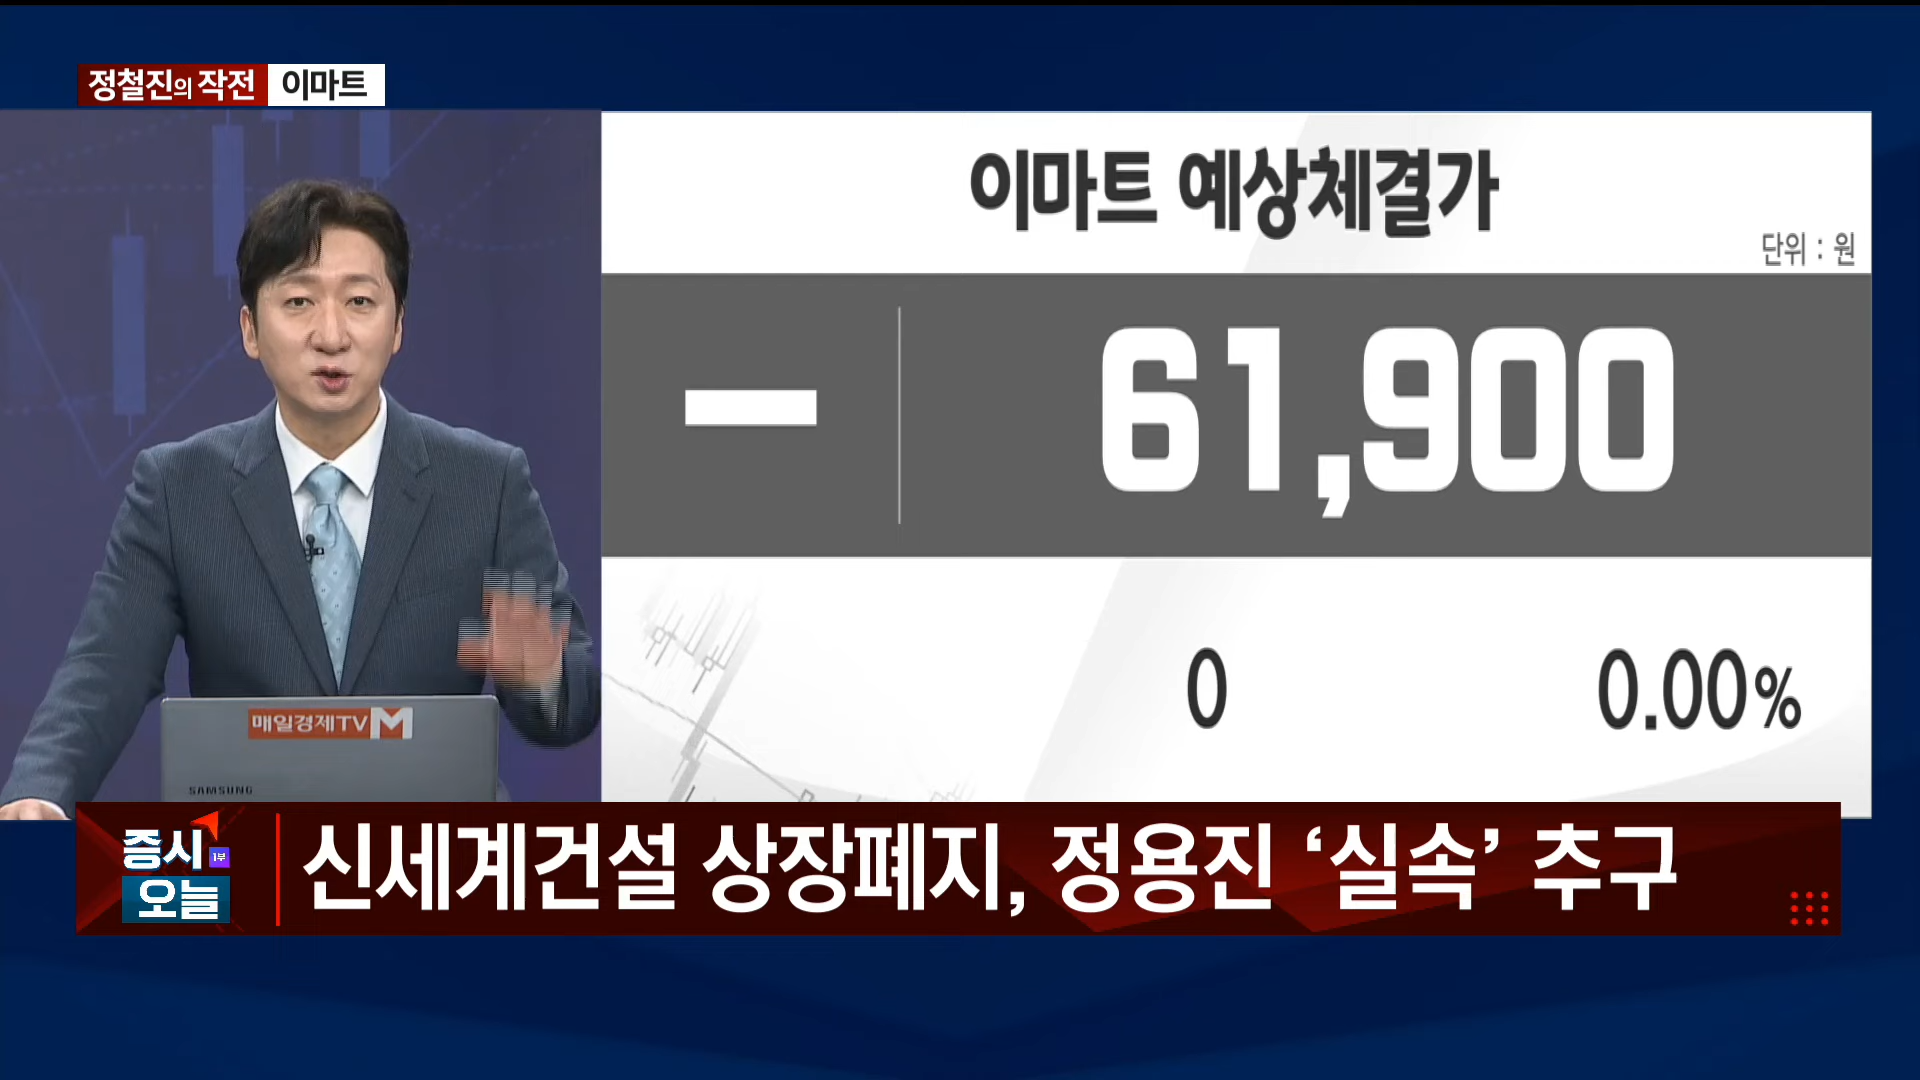 정철진의 작전 이마트
이마트 예상체결가
단위 : 원
61,900
0 0.00%
매일경제TV M
SAMSUNG
증시 1부
오늘
신세계건설 상장폐지, 정용진 ‘실속’ 추구